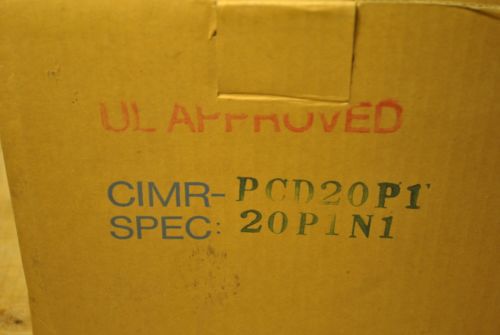 UL APPROVED
CIMR-PCD20P1
SPEC: 20P1N1